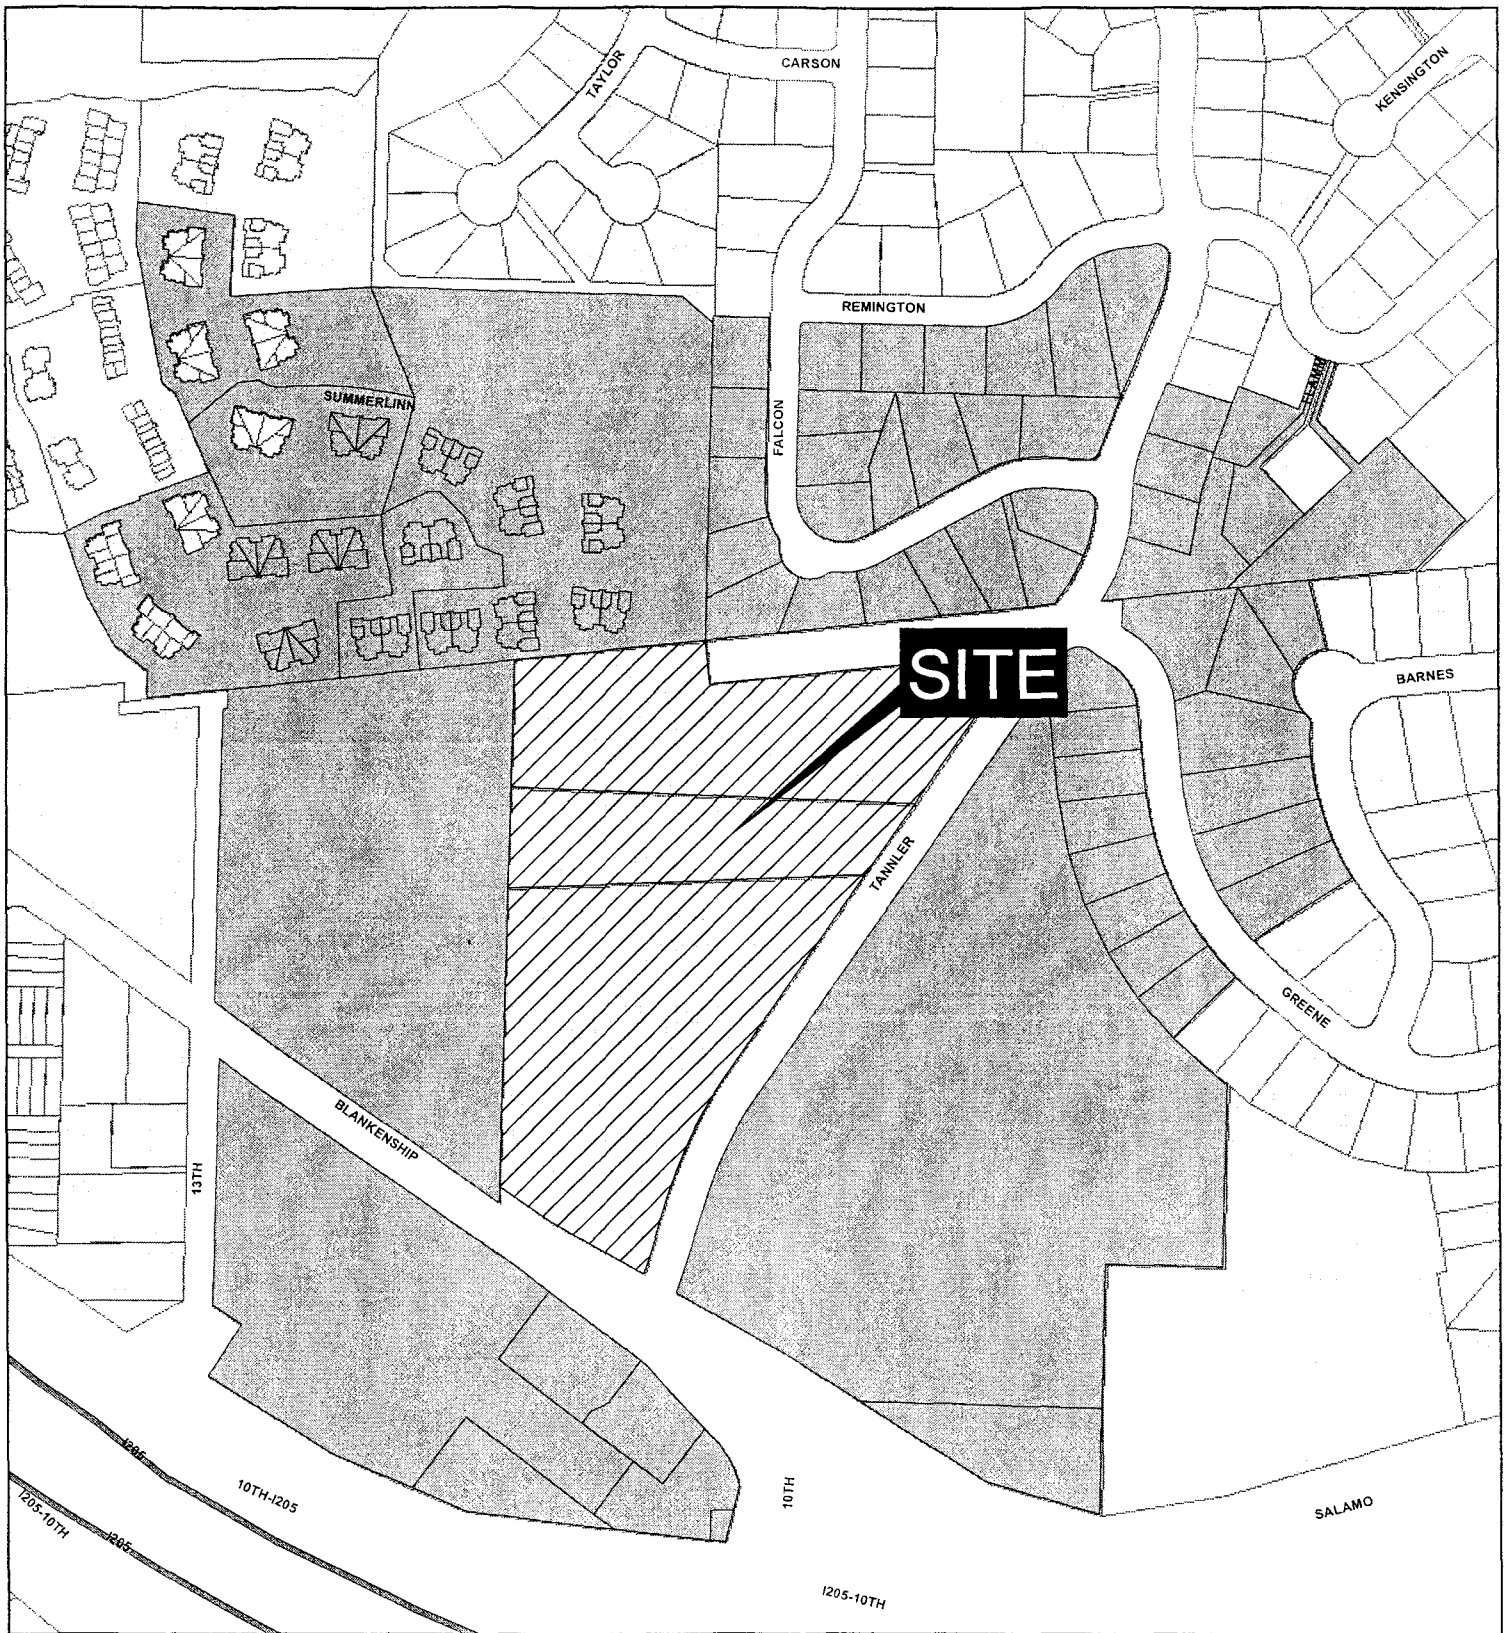 CARSON
TAYLOR
KENSINGTON
REMINGTON
SUMMERLINN
FALCON
SITE
BARNES
TANNLER
GREENE
BLANKENSHIP
13TH
I205
10TH-I205
10TH
I205-10TH
I205
SALAMO
I205-10TH